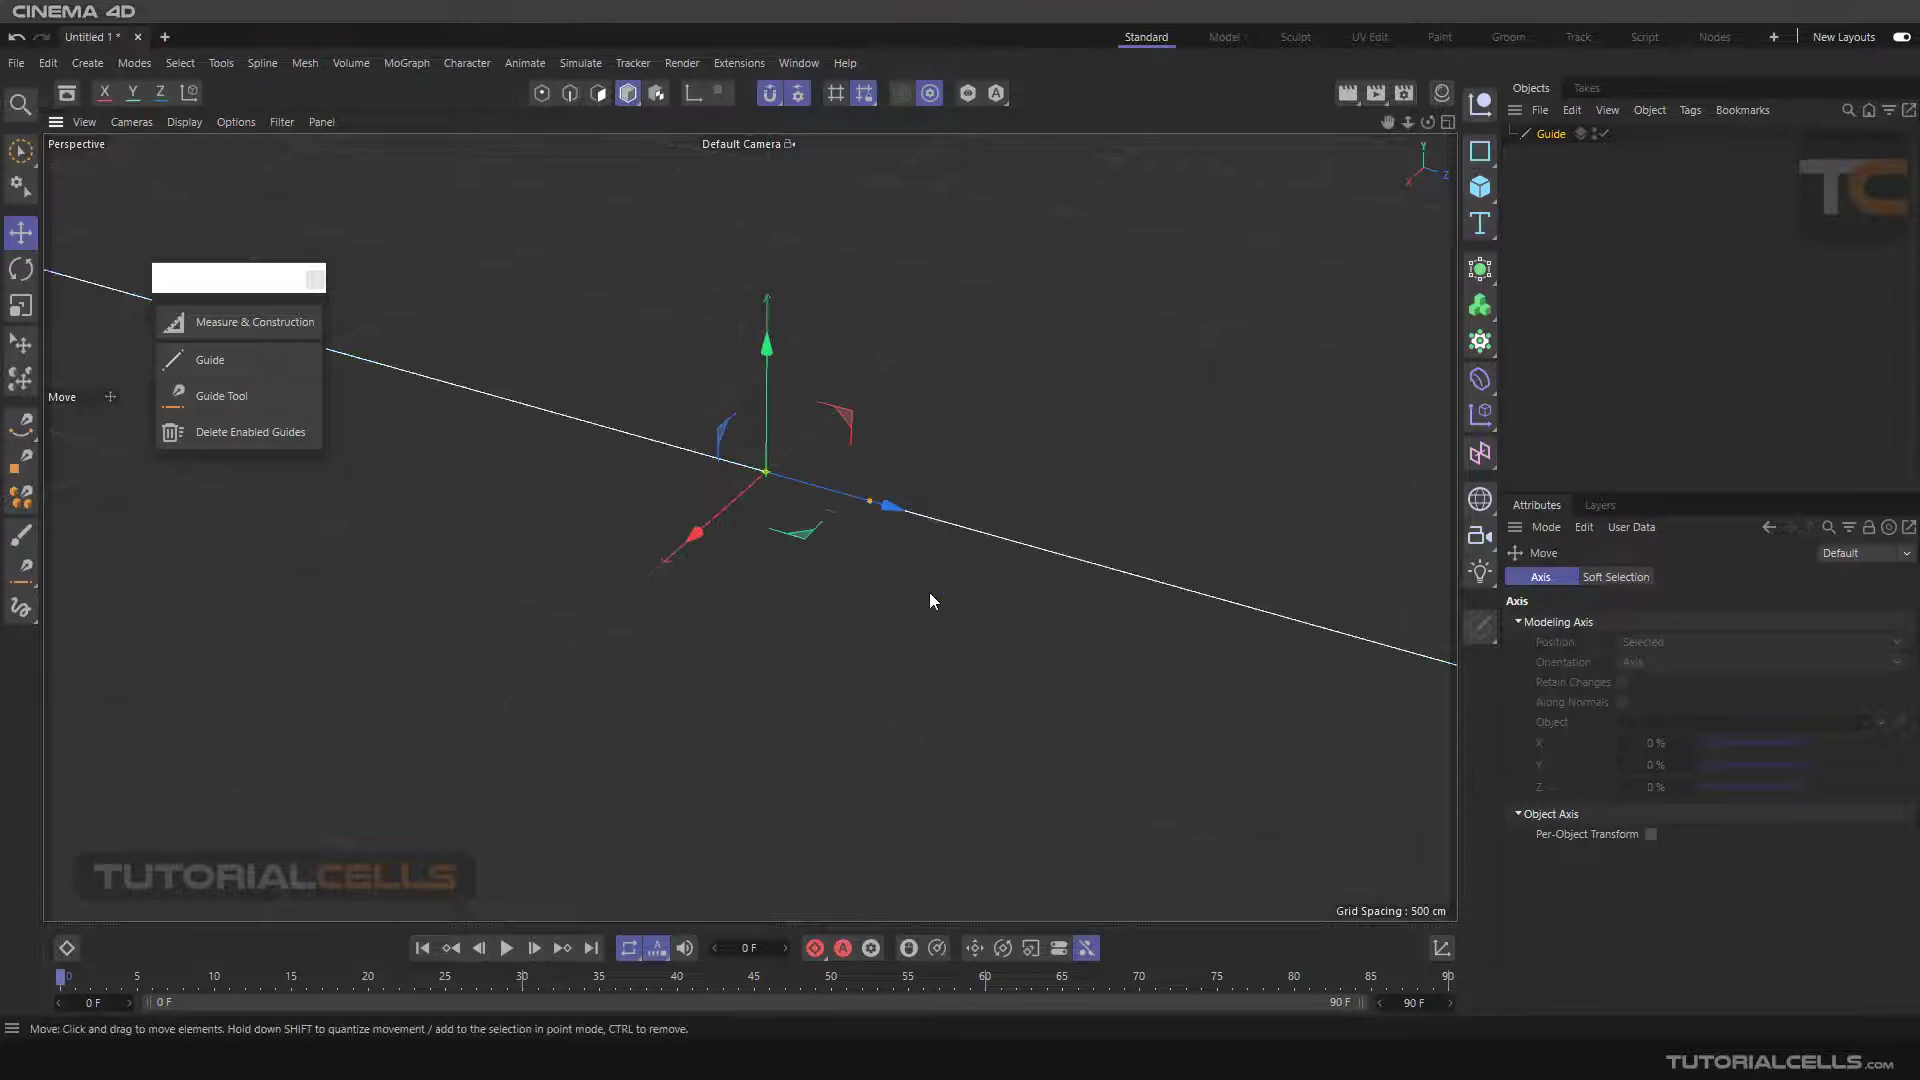 CINEMA 4D
Untitled 1 *
Standard
Model
Sculpt
UV Edit
Paint
Groom
Track
Script
Nodes
New Layouts
File Edit Create Modes Select Tools Spline Mesh Volume MoGraph Character Animate Simulate Tracker Render Extensions Window Help
X Y Z
View Cameras Display Options Filter Panel
Perspective
Default Camera
Y
X
Z
Measure & Construction
Guide
Guide Tool
Delete Enabled Guides
Move
TUTORIALCELLS
Grid Spacing : 500 cm
Objects Takes
File Edit View Object Tags Bookmarks
Guide
TC
Attributes Layers
Mode Edit User Data
Move
Default
Axis Soft Selection
Axis
Modeling Axis
Position Selected
Orientation Axis
Retain Changes
Along Normals
Object
X 0 %
Y 0 %
Z 0 %
Object Axis
Per-Object Transform
0 F
0 5 10 15 20 25 30 35 40 45 50 55 60 65 70 75 80 85 90
0 F 0 F 90 F 90 F
Move: Click and drag to move elements. Hold down SHIFT to quantize movement / add to the selection in point mode, CTRL to remove.
TUTORIALCELLS.com